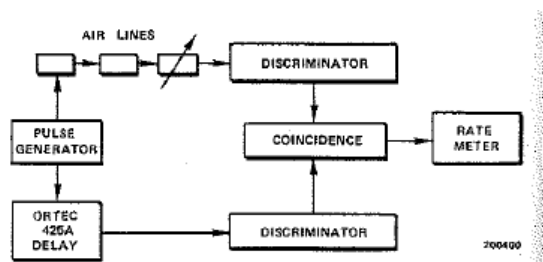 AIR LINES
DISCRIMINATOR
PULSE
GENERATOR
COINCIDENCE
RATE
METER
ORTEC
425A
DELAY
DISCRIMINATOR
200400